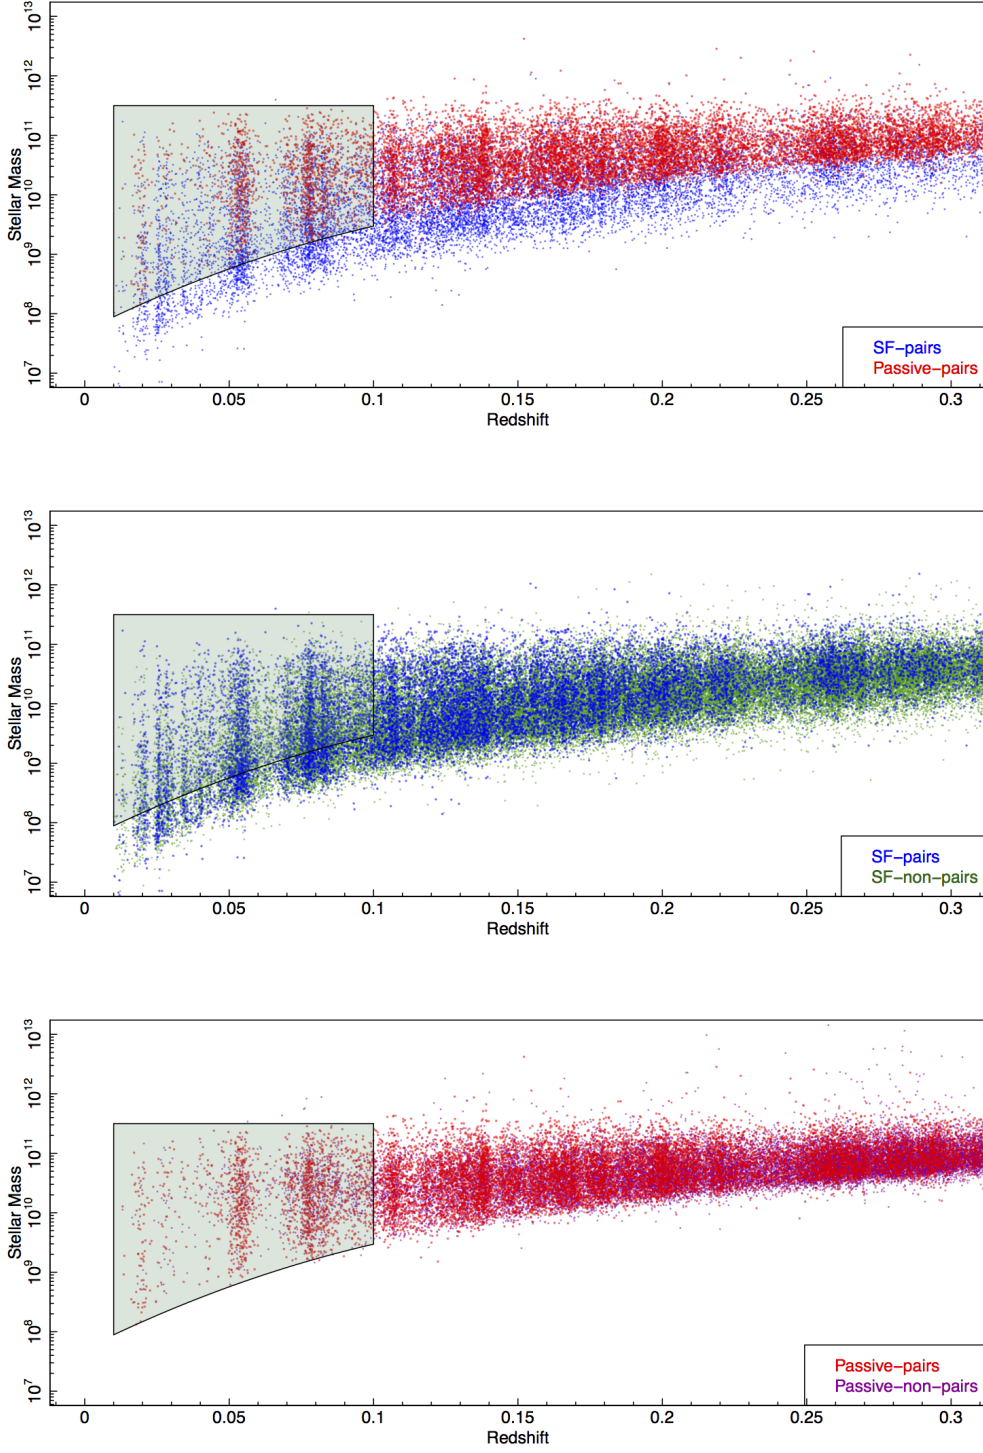 10^13
10^12
10^11
10^10
10^9
10^8
10^7
Stellar Mass
SF-pairs
Passive-pairs
0 0.05 0.1 0.15 0.2 0.25 0.3
Redshift
10^13
10^12
10^11
10^10
10^9
10^8
10^7
Stellar Mass
SF-pairs
SF-non-pairs
0 0.05 0.1 0.15 0.2 0.25 0.3
Redshift
10^13
10^12
10^11
10^10
10^9
10^8
10^7
Stellar Mass
Passive-pairs
Passive-non-pairs
0 0.05 0.1 0.15 0.2 0.25 0.3
Redshift